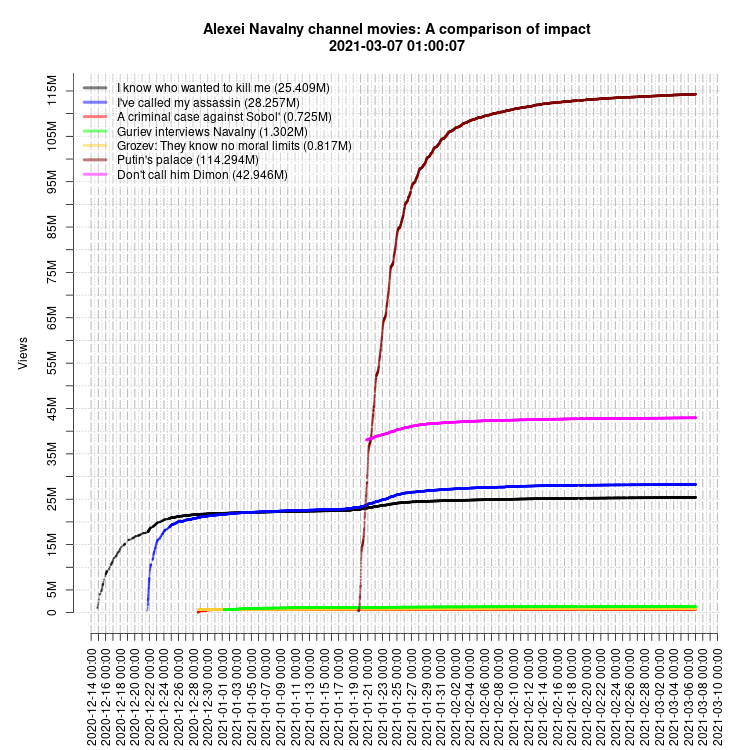 Alexei Navalny channel movies: A comparison of impact
2021-03-07 01:00:07
I know who wanted to kill me (25.409M)
I've called my assassin (28.257M)
A criminal case against Sobol' (0.725M)
Guriev interviews Navalny (1.302M)
Grozev: They know no moral limits (0.817M)
Putin's palace (114.294M)
Don't call him Dimon (42.946M)
Views
115M
105M
95M
85M
75M
65M
55M
45M
35M
25M
15M
5M
0
2020-12-14 00:00
2020-12-16 00:00
2020-12-18 00:00
2020-12-20 00:00
2020-12-22 00:00
2020-12-24 00:00
2020-12-26 00:00
2020-12-28 00:00
2020-12-30 00:00
2021-01-01 00:00
2021-01-03 00:00
2021-01-05 00:00
2021-01-07 00:00
2021-01-09 00:00
2021-01-11 00:00
2021-01-13 00:00
2021-01-15 00:00
2021-01-17 00:00
2021-01-19 00:00
2021-01-21 00:00
2021-01-23 00:00
2021-01-25 00:00
2021-01-27 00:00
2021-01-29 00:00
2021-01-31 00:00
2021-02-02 00:00
2021-02-04 00:00
2021-02-06 00:00
2021-02-08 00:00
2021-02-10 00:00
2021-02-12 00:00
2021-02-14 00:00
2021-02-16 00:00
2021-02-18 00:00
2021-02-20 00:00
2021-02-22 00:00
2021-02-24 00:00
2021-02-26 00:00
2021-02-28 00:00
2021-03-02 00:00
2021-03-04 00:00
2021-03-06 00:00
2021-03-08 00:00
2021-03-10 00:00